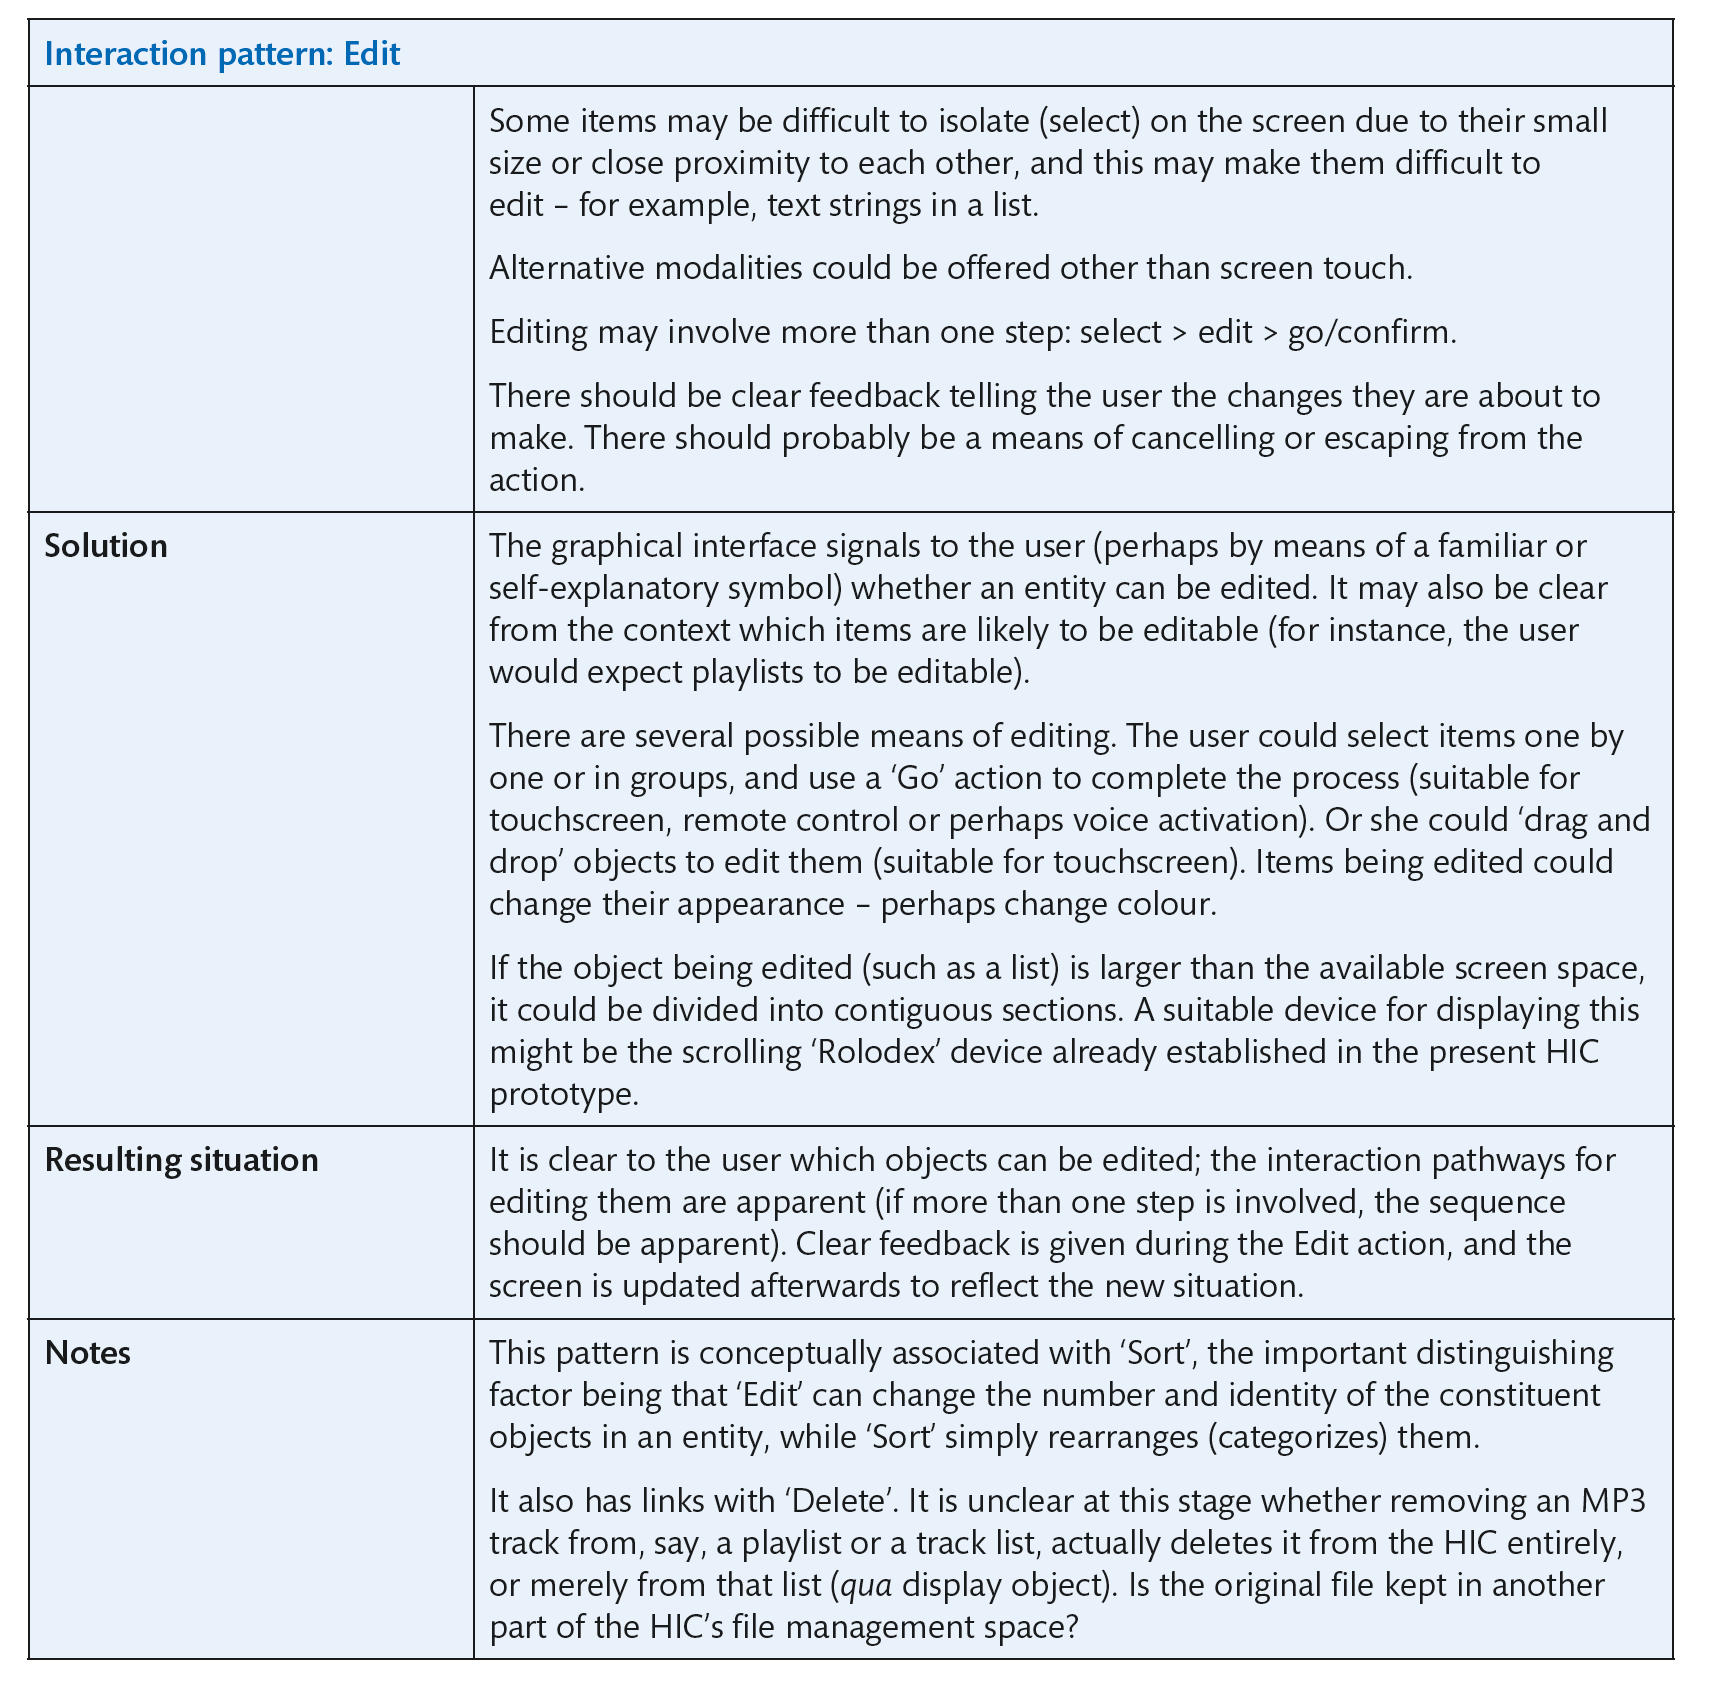 Interaction pattern: Edit
Some items may be difficult to isolate (select) on the screen due to their small
size or close proximity to each other, and this may make them difficult to
edit – for example, text strings in a list.
Alternative modalities could be offered other than screen touch.
Editing may involve more than one step: select > edit > go/confirm.
There should be clear feedback telling the user the changes they are about to
make. There should probably be a means of cancelling or escaping from the
action.
Solution
The graphical interface signals to the user (perhaps by means of a familiar or
self-explanatory symbol) whether an entity can be edited. It may also be clear
from the context which items are likely to be editable (for instance, the user
would expect playlists to be editable).
There are several possible means of editing. The user could select items one by
one or in groups, and use a ‘Go’ action to complete the process (suitable for
touchscreen, remote control or perhaps voice activation). Or she could ‘drag and
drop’ objects to edit them (suitable for touchscreen). Items being edited could
change their appearance – perhaps change colour.
If the object being edited (such as a list) is larger than the available screen space,
it could be divided into contiguous sections. A suitable device for displaying this
might be the scrolling ‘Rolodex’ device already established in the present HIC
prototype.
Resulting situation
It is clear to the user which objects can be edited; the interaction pathways for
editing them are apparent (if more than one step is involved, the sequence
should be apparent). Clear feedback is given during the Edit action, and the
screen is updated afterwards to reflect the new situation.
Notes
This pattern is conceptually associated with ‘Sort’, the important distinguishing
factor being that ‘Edit’ can change the number and identity of the constituent
objects in an entity, while ‘Sort’ simply rearranges (categorizes) them.
It also has links with ‘Delete’. It is unclear at this stage whether removing an MP3
track from, say, a playlist or a track list, actually deletes it from the HIC entirely,
or merely from that list (qua display object). Is the original file kept in another
part of the HIC’s file management space?